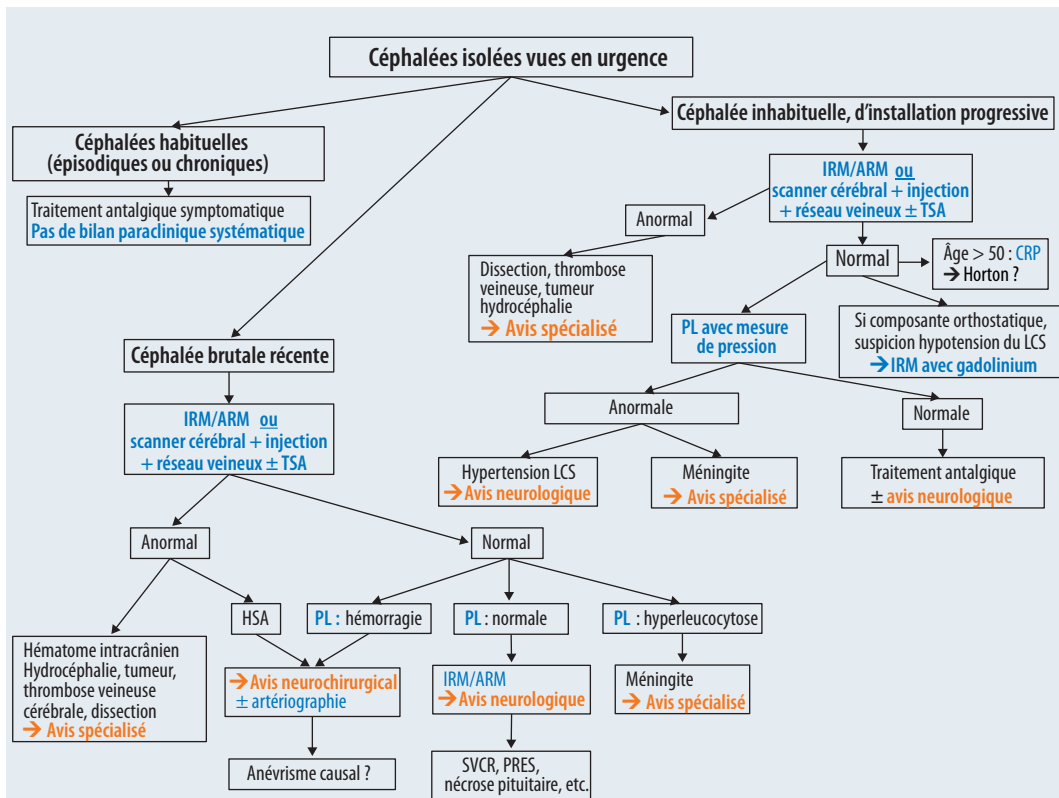 Céphalées isolées vues en urgence
Céphalées habituelles
(épisodiques ou chroniques)
Traitement antalgique symptomatique
Pas de bilan paraclinique systématique
Céphalée brutale récente
IRM/ARM ou
scanner cérébral + injection
+ réseau veineux ± TSA
Anormal
Normal
Hématome intracrânien
Hydrocéphalie, tumeur,
thrombose veineuse
cérébrale, dissection
→ Avis spécialisé
HSA
PL : hémorragie
→ Avis neurochirurgical
± artériographie
Anévrisme causal ?
PL : normale
IRM/ARM
→ Avis neurologique
SVCR, PRES,
nécrose pituitaire, etc.
PL : hyperleucocytose
Méningite
→ Avis spécialisé
Céphalée inhabituelle, d'installation progressive
IRM/ARM ou
scanner cérébral + injection
+ réseau veineux ± TSA
Anormal
Dissection, thrombose
veineuse, tumeur
hydrocéphalie
→ Avis spécialisé
Normal
Âge > 50 : CRP
→ Horton ?
Si composante orthostatique,
suspicion hypotension du LCS
→ IRM avec gadolinium
PL avec mesure
de pression
Anormale
Hypertension LCS
→ Avis neurologique
Méningite
→ Avis spécialisé
Normale
Traitement antalgique
± avis neurologique